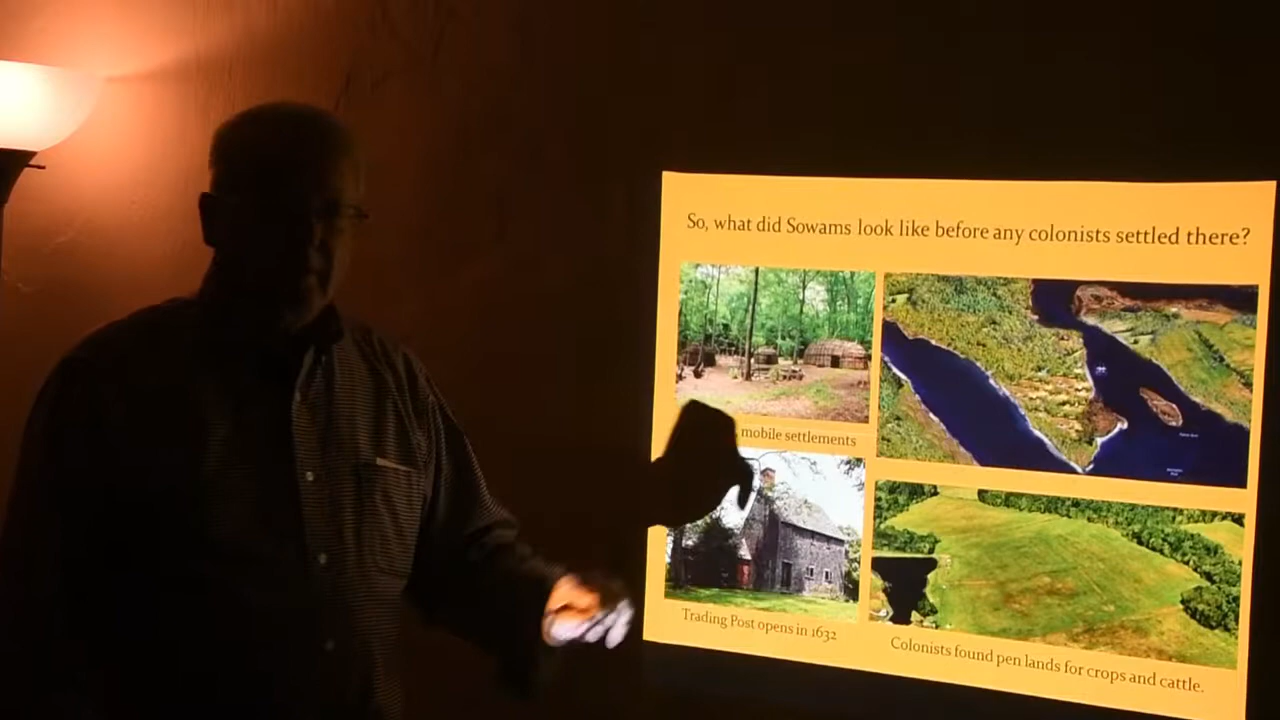 So, what did Sowams look like before any colonists settled there?
mobile settlements
Trading Post opens in 1632
Colonists found pen lands for crops and cattle.